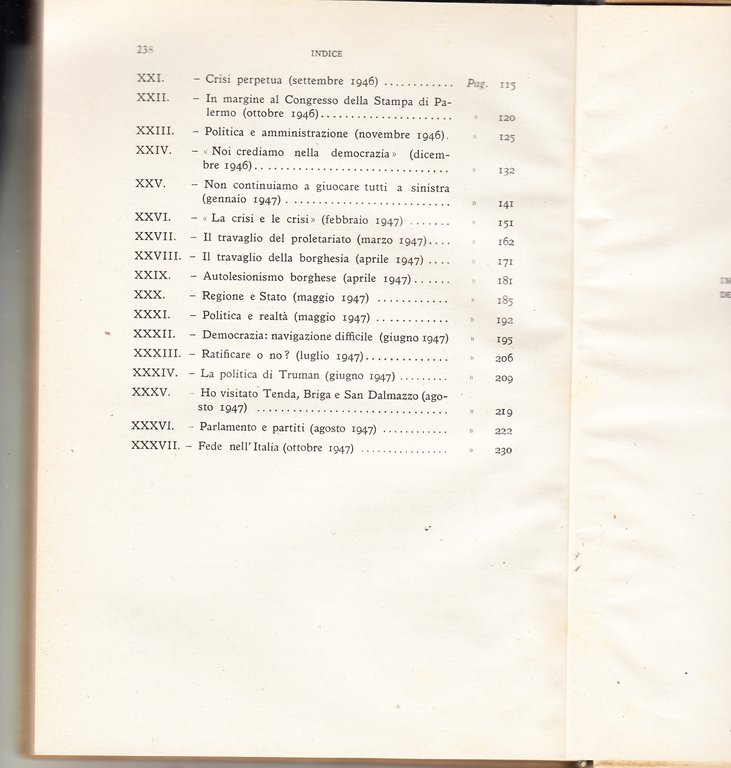 238
INDICE
XXI. – Crisi perpetua (settembre 1946) ............ Pag. 115
XXII. – In margine al Congresso della Stampa di Pa-
lermo (ottobre 1946)...................... » 120
XXIII. – Politica e amministrazione (novembre 1946). » 125
XXIV. – « Noi crediamo nella democrazia» (dicem-
bre 1946)................................. » 132
XXV. – Non continuiamo a giuocare tutti a sinistra
(gennaio 1947) ............................ » 141
XXVI. – « La crisi e le crisi» (febbraio 1947) ....... » 151
XXVII. – Il travaglio del proletariato (marzo 1947).... » 162
XXVIII. – Il travaglio della borghesia (aprile 1947) .... » 171
XXIX. – Autolesionismo borghese (aprile 1947)...... » 181
XXX. – Regione e Stato (maggio 1947) ............ » 185
XXXI. – Politica e realtà (maggio 1947) ............ » 192
XXXII. – Democrazia: navigazione difficile (giugno 1947) » 195
XXXIII. – Ratificare o no? (luglio 1947).............. » 206
XXXIV. – La politica di Truman (giugno 1947) ......... » 209
XXXV. - Ho visitato Tenda, Briga e San Dalmazzo (ago-
sto 1947) ................................ » 219
XXXVI. – Parlamento e partiti (agosto 1947) ........... » 222
XXXVII. – Fede nell'Italia (ottobre 1947) ............... » 230